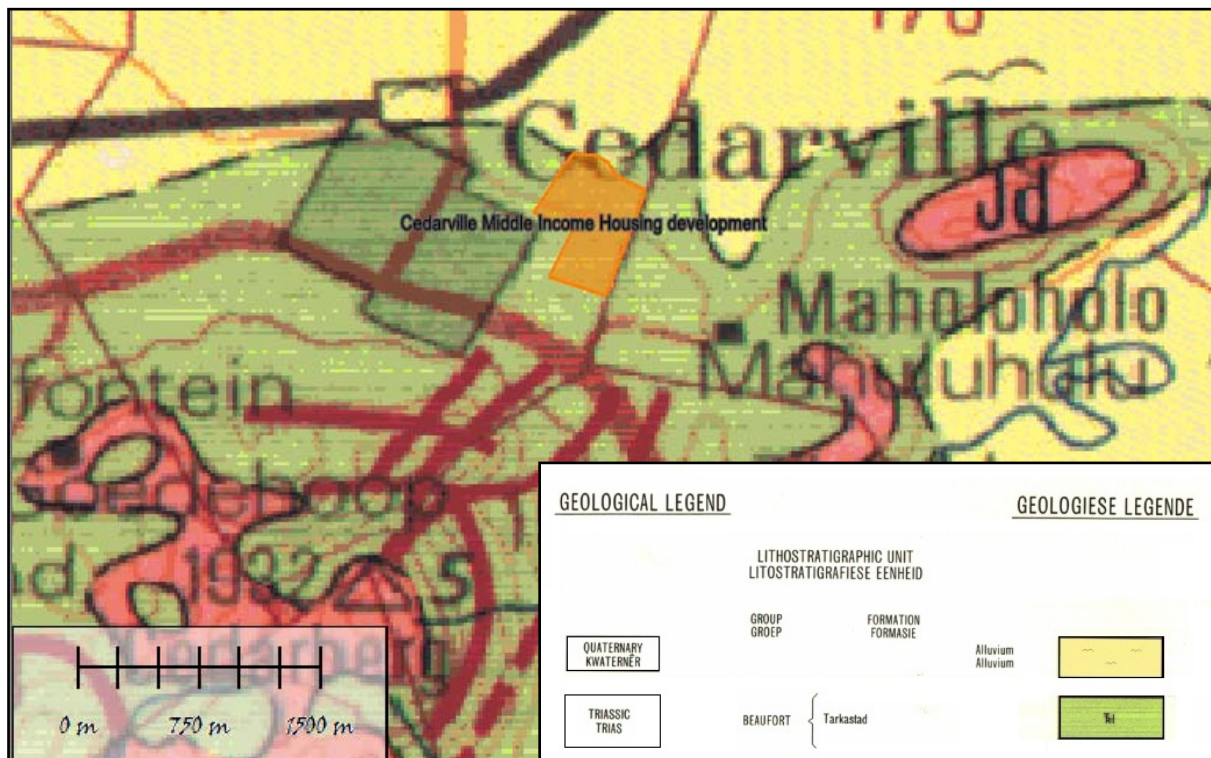 Cedarville
Cedarville Middle Income Housing development
Jd
Maholoholo
fontein
5
0 m 750 m 1500 m
GEOLOGICAL LEGEND GEOLOGIESE LEGENDE
LITHOSTRATIGRAPHIC UNIT
LITOSTRATIGRAFIESE EENHEID
GROUP FORMATION
GROEP FORMASIE
QUATERNARY Alluvium
KWATERNÊR Alluvium
TRIASSIC
TRIAS
BEAUFORT Tarkastad